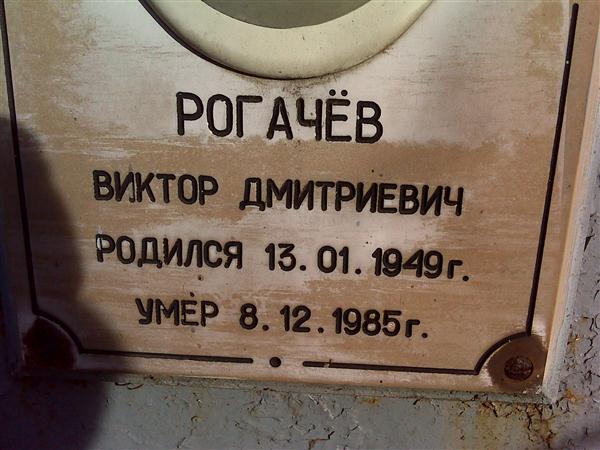 РОГАЧЁВ
ВИКТОР ДМИТРИЕВИЧ
РОДИЛСЯ 13.01.1949г.
УМЕР 8.12.1985г.